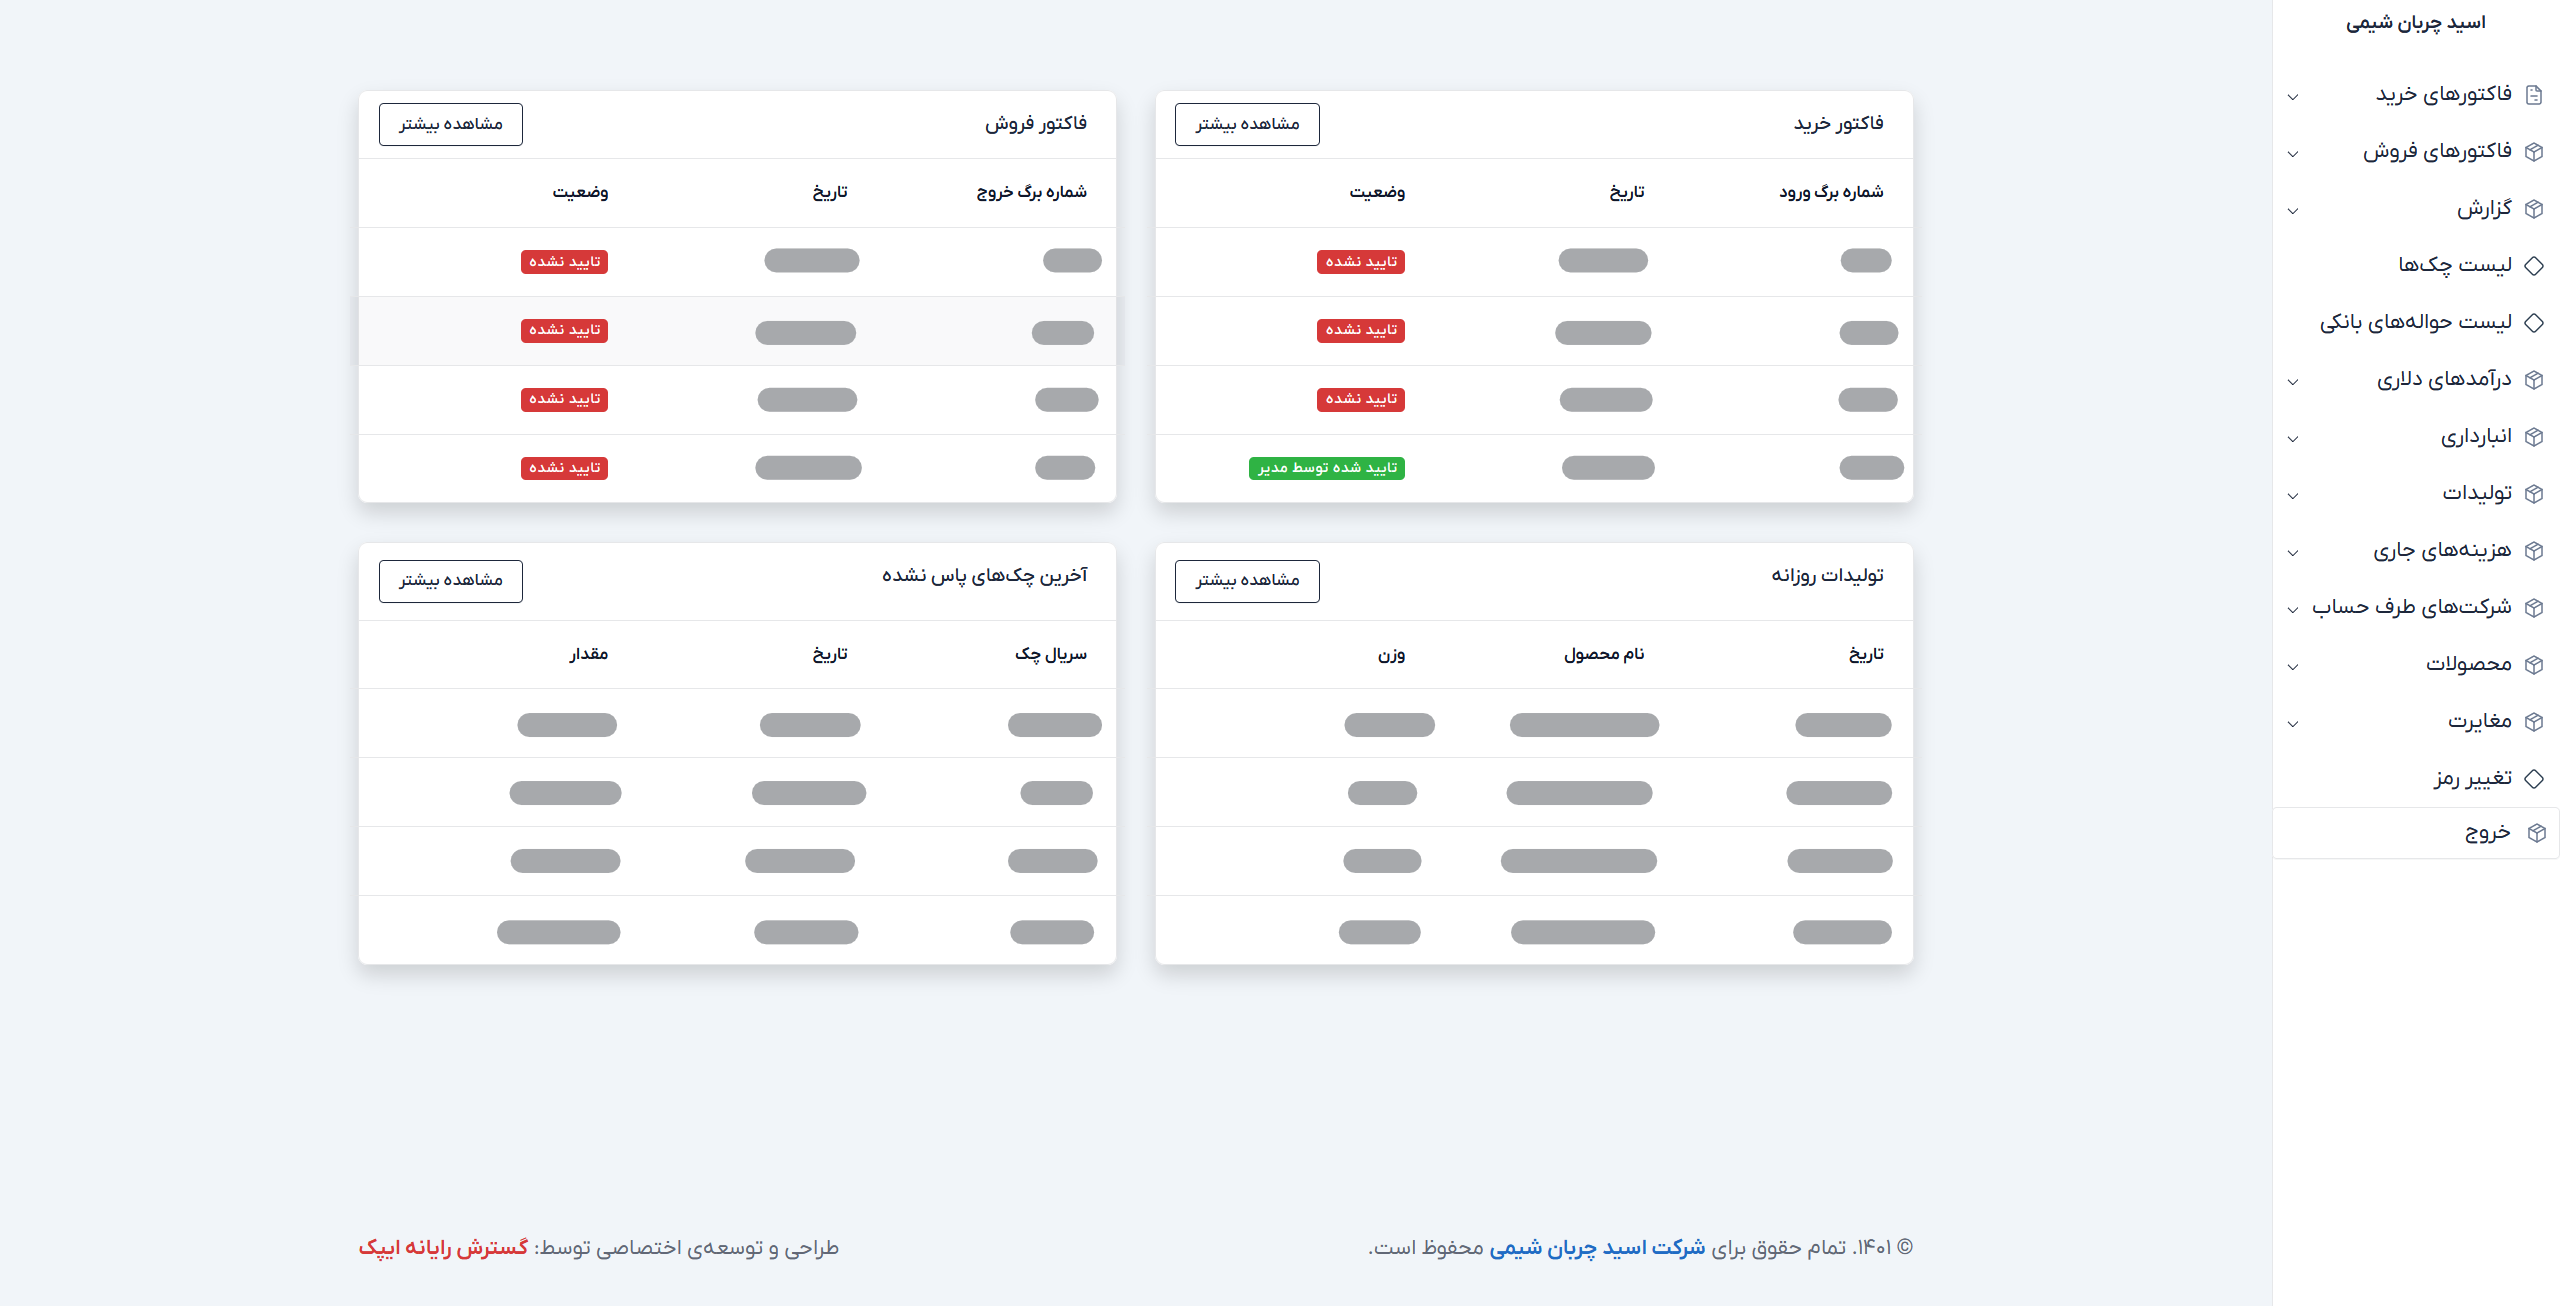 اسید چربان شیمی
فاکتورهای خرید
فاکتورهای فروش
گزارش
لیست چک‌ها
لیست حواله‌های بانکی
درآمدهای دلاری
انبارداری
تولیدات
هزینه‌های جاری
شرکت‌های طرف حساب
محصولات
مغایرت
تغییر رمز
خروج
فاکتور خرید
مشاهده بیشتر
شماره برگ ورود تاریخ وضعیت
تایید نشده
تایید نشده
تایید نشده
تایید شده توسط مدیر
فاکتور فروش
مشاهده بیشتر
شماره برگ خروج تاریخ وضعیت
تایید نشده
تایید نشده
تایید نشده
تایید نشده
تولیدات روزانه
مشاهده بیشتر
تاریخ نام محصول وزن
آخرین چک‌های پاس نشده
مشاهده بیشتر
سریال چک تاریخ مقدار
© ۱۴۰۱. تمام حقوق برای شرکت اسید چربان شیمی محفوظ است.
طراحی و توسعه‌ی اختصاصی توسط: گسترش رایانه ایپک